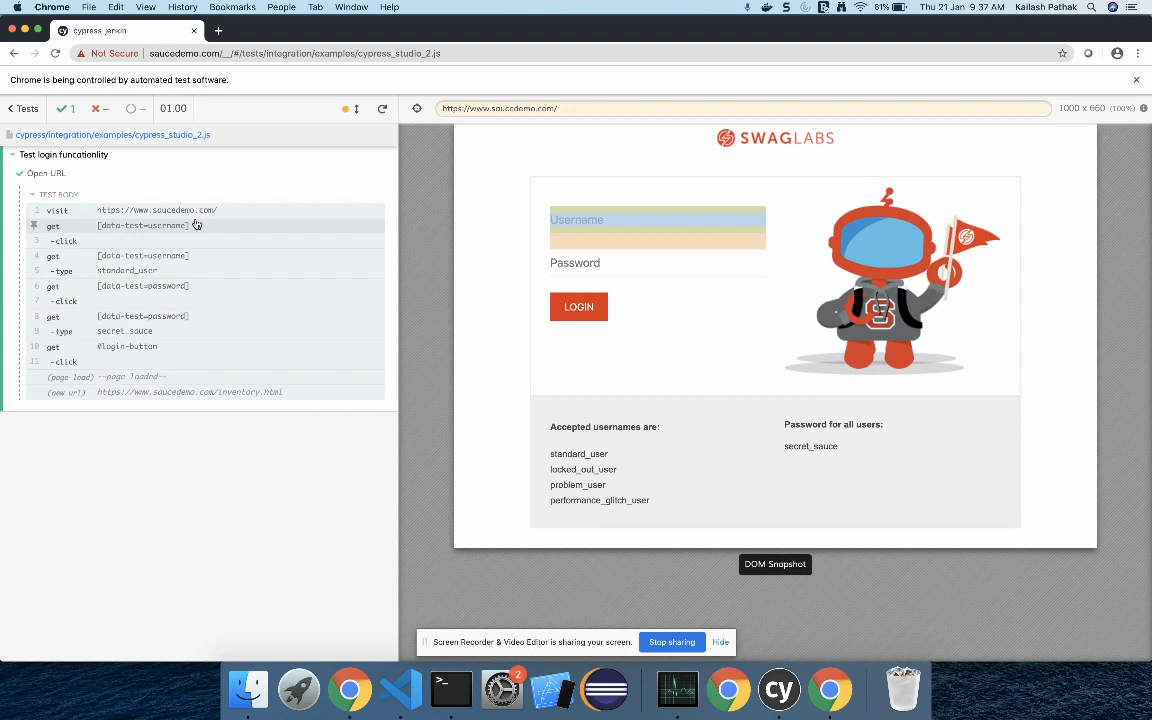 Chrome File Edit View History Bookmarks People Tab Window Help 81% Thu 21 Jan 9:37 AM Kailash Pathak
cypress_jenkin
Not Secure saucedemo.com/__/#/tests/integration/examples/cypress_studio_2.js
Chrome is being controlled by automated test software.
Tests 1 -- -- 01.00
https://www.saucedemo.com/ 1000 x 660 (100%)
cypress/integration/examples/cypress_studio_2.js
Test login funcationlity
Open URL
TEST BODY
1 visit https://www.saucedemo.com/
get [data-test=username]
3 -click
4 get [data-test=username]
5 -type standard_user
6 get [data-test=password]
7 -click
8 get [data-test=password]
9 -type secret_sauce
10 get #login-button
11 -click
(page load) --page loaded--
(new url) https://www.saucedemo.com/inventory.html
SWAGLABS
Username
Password
LOGIN
S
Accepted usernames are:
standard_user
locked_out_user
problem_user
performance_glitch_user
Password for all users:
secret_sauce
DOM Snapshot
Screen Recorder & Video Editor is sharing your screen. Stop sharing Hide
>_ 2 cy